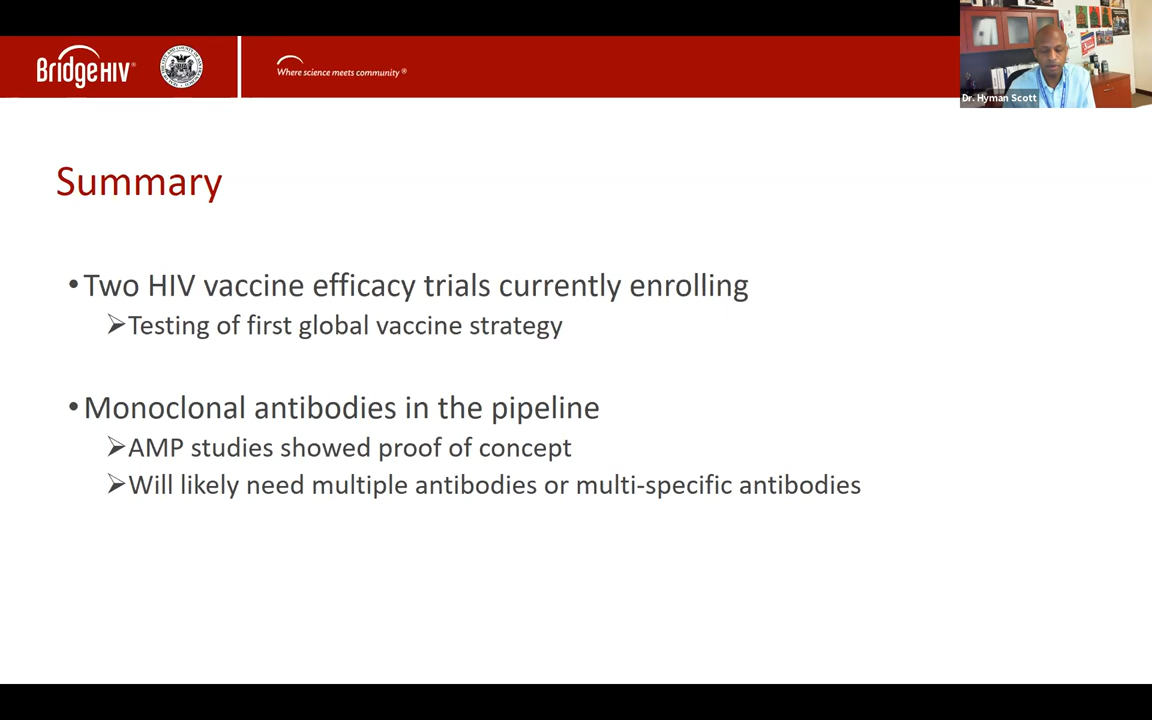 BridgeHIV®
Where science meets community®
Dr. Hyman Scott
Summary
•Two HIV vaccine efficacy trials currently enrolling
➢Testing of first global vaccine strategy
•Monoclonal antibodies in the pipeline
➢AMP studies showed proof of concept
➢Will likely need multiple antibodies or multi-specific antibodies